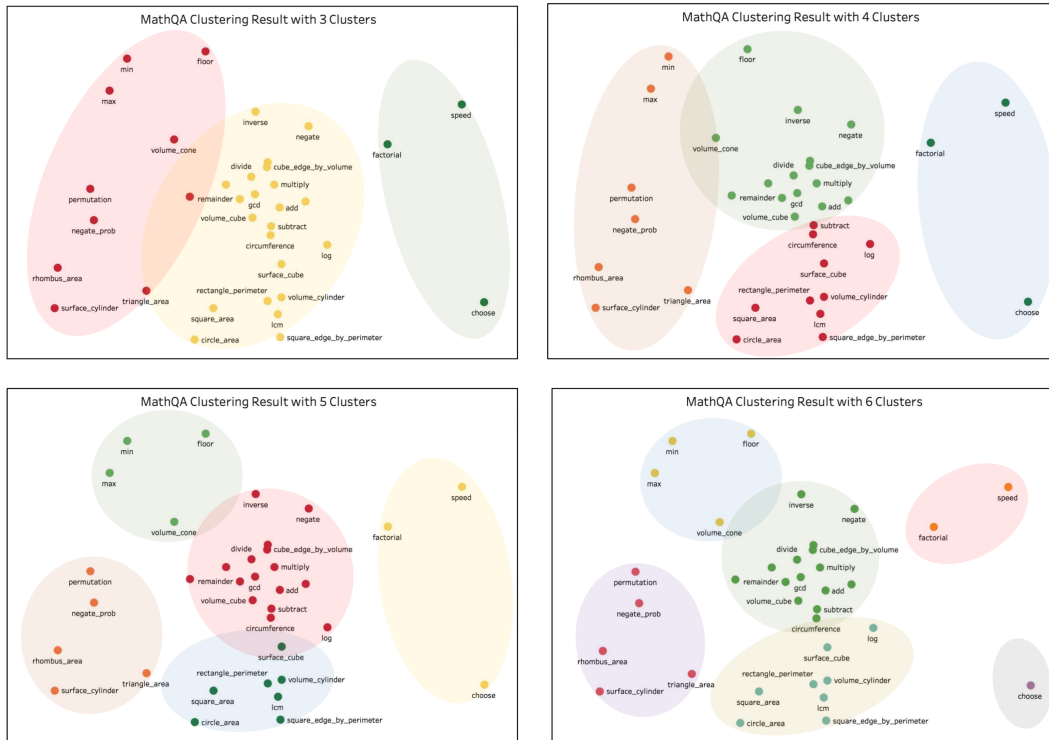 MathQA Clustering Result with 3 Clusters
floor
min
max
speed
inverse
negate
volume_cone
factorial
divide
cube_edge_by_volume
multiply
permutation
remainder
gcd
add
volume_cube
negate_prob
subtract
circumference
log
rhombus_area
surface_cube
rectangle_perimeter
volume_cylinder
triangle_area
surface_cylinder
square_area
choose
lcm
circle_area
square_edge_by_perimeter
MathQA Clustering Result with 4 Clusters
floor
min
max
speed
inverse
negate
volume_cone
factorial
divide
cube_edge_by_volume
multiply
permutation
remainder
gcd
add
volume_cube
negate_prob
subtract
circumference
log
rhombus_area
surface_cube
rectangle_perimeter
volume_cylinder
triangle_area
surface_cylinder
square_area
choose
lcm
circle_area
square_edge_by_perimeter
MathQA Clustering Result with 5 Clusters
floor
min
max
speed
inverse
negate
volume_cone
factorial
divide
cube_edge_by_volume
multiply
permutation
remainder
gcd
add
volume_cube
negate_prob
subtract
circumference
log
rhombus_area
surface_cube
rectangle_perimeter
volume_cylinder
triangle_area
surface_cylinder
square_area
choose
lcm
circle_area
square_edge_by_perimeter
MathQA Clustering Result with 6 Clusters
floor
min
max
speed
inverse
negate
volume_cone
factorial
divide
cube_edge_by_volume
multiply
permutation
remainder
gcd
add
volume_cube
negate_prob
subtract
circumference
log
rhombus_area
surface_cube
rectangle_perimeter
volume_cylinder
triangle_area
surface_cylinder
square_area
choose
lcm
circle_area
square_edge_by_perimeter